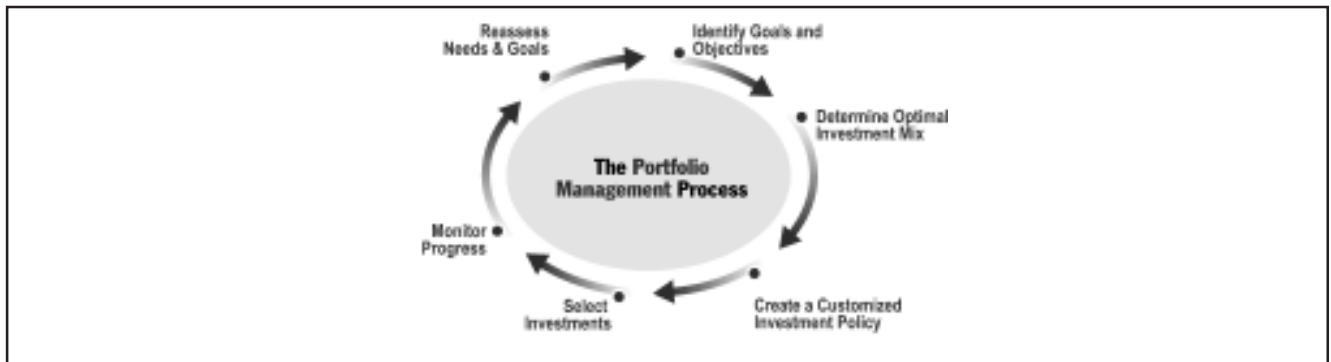 Reassess
Needs & Goals
Identify Goals and
Objectives
Determine Optimal
Investment Mix
The Portfolio
Management Process
Monitor
Progress
Select
Investments
Create a Customized
Investment Policy